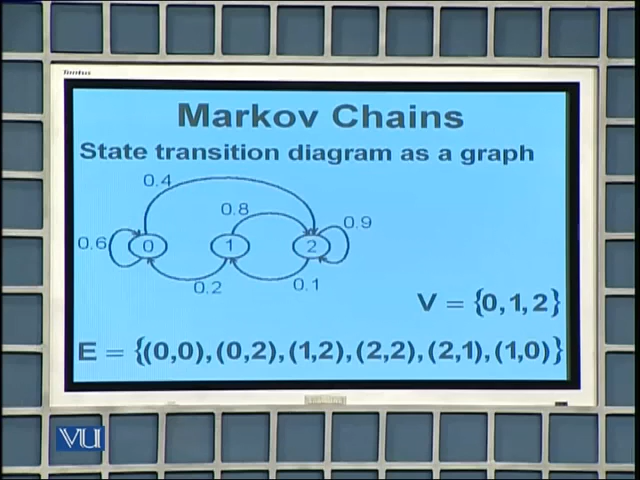 Markov Chains
State transition diagram as a graph
0.4
0.8
0.9
0.6
0
1
2
0.2
0.1
V = {0,1,2}
E = {(0,0),(0,2),(1,2),(2,2),(2,1),(1,0)}
VU